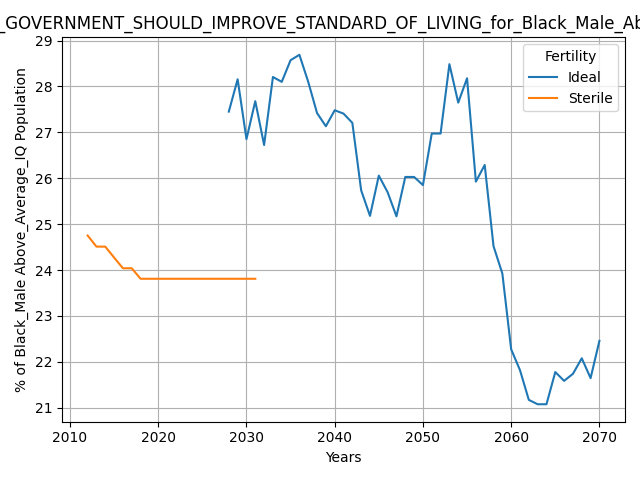 _GOVERNMENT_SHOULD_IMPROVE_STANDARD_OF_LIVING_for_Black_Male_Ab
Fertility
Ideal
Sterile
% of Black_Male Above_Average_IQ Population
29
28
27
26
25
24
23
22
21
2010 2020 2030 2040 2050 2060 2070
Years